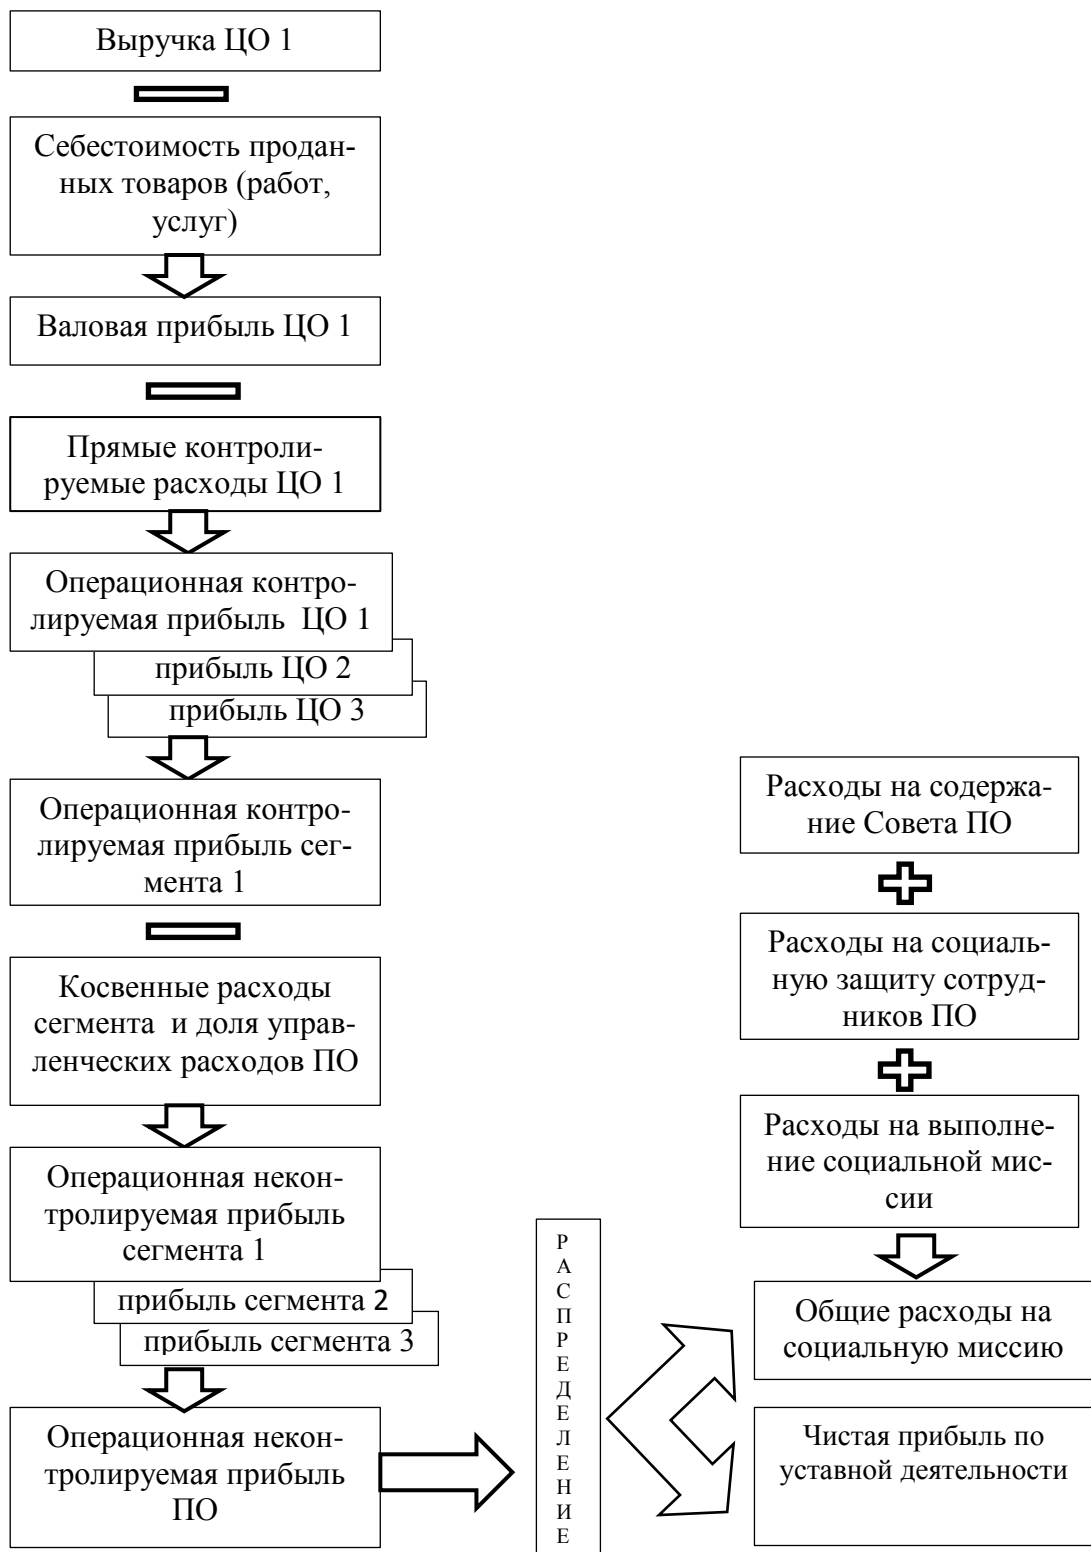 Выручка ЦО 1
Себестоимость продан-
ных товаров (работ,
услуг)
Валовая прибыль ЦО 1
Прямые контроли-
руемые расходы ЦО 1
Операционная контро-
лируемая прибыль ЦО 1
прибыль ЦО 2
прибыль ЦО 3
Операционная контро-
лируемая прибыль сег-
мента 1
Косвенные расходы
сегмента и доля управ-
ленческих расходов ПО
Операционная некон-
тролируемая прибыль
сегмента 1
прибыль сегмента 2
прибыль сегмента 3
Операционная некон-
тролируемая прибыль
ПО
Р
А
С
П
Р
Е
Д
Е
Л
Е
Н
И
Е
Расходы на содержа-
ние Совета ПО
Расходы на социаль-
ную защиту сотруд-
ников ПО
Расходы на выполне-
ние социальной мис-
сии
Общие расходы на
социальную миссию
Чистая прибыль по
уставной деятельности